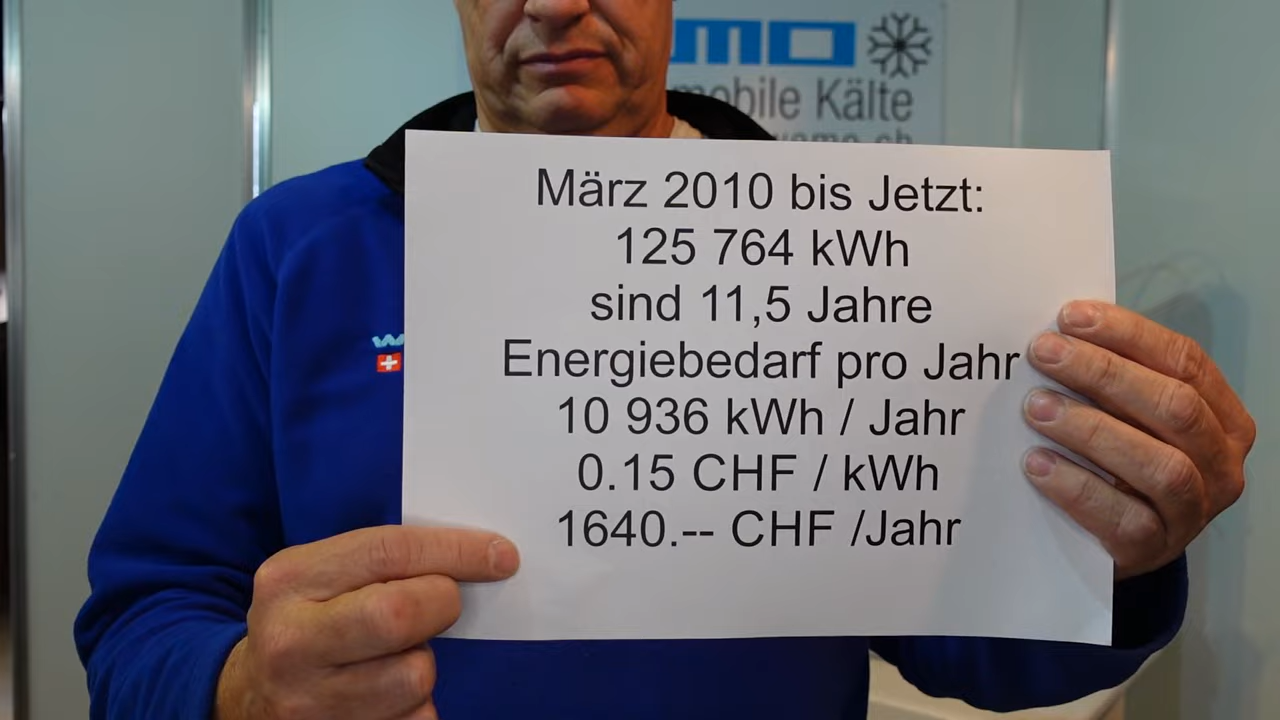 mo
mobile Kälte
März 2010 bis Jetzt:
125 764 kWh
sind 11,5 Jahre
Energiebedarf pro Jahr
10 936 kWh / Jahr
0.15 CHF / kWh
1640.-- CHF /Jahr